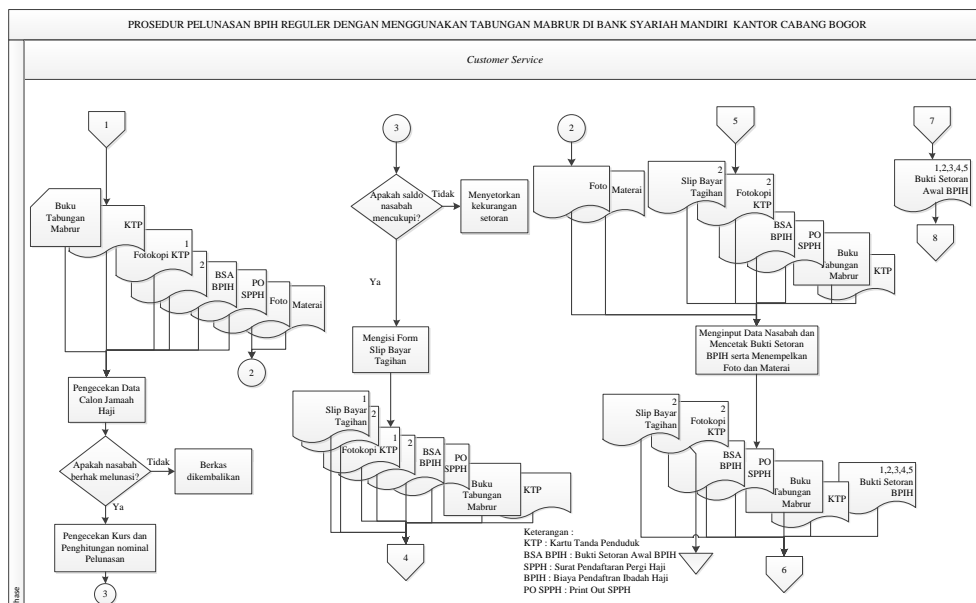 PROSEDUR PELUNASAN BPIH REGULER DENGAN MENGGUNAKAN TABUNGAN MABRUR DI BANK SYARIAH MANDIRI KANTOR CABANG BOGOR
Customer Service
1
Buku
Tabungan
Mabrur
KTP
1
Fotokopi KTP
2
BSA
BPIH
PO
SPPH
Foto
Materai
2
Pengecekan Data
Calon Jamaah
Haji
Apakah nasabah
berhak melunasi?
Tidak
Berkas
dikembalikan
Ya
Pengecekan Kurs dan
Penghitungan nominal
Pelunasan
3
3
Apakah saldo
nasabah
mencukupi?
Tidak
Menyetorkan
kekurangan
setoran
Ya
Mengisi Form
Slip Bayar
Tagihan
1
Slip Bayar
Tagihan
2
1
Fotokopi KTP
2
BSA
BPIH
PO
SPPH
Buku
Tabungan
Mabrur
KTP
4
2
Foto
Materai
5
2
Slip Bayar
Tagihan
2
Fotokopi
KTP
BSA
BPIH
PO
SPPH
Buku
Tabungan
Mabrur
KTP
Menginput Data Nasabah dan
Mencetak Bukti Setoran
BPIH serta Menempelkan
Foto dan Materai
2
Slip Bayar
Tagihan
2
Fotokopi
KTP
BSA
BPIH
PO
SPPH
Buku
Tabungan
Mabrur
KTP
1,2,3,4,5
Bukti Setoran
BPIH
6
7
1,2,3,4,5
Bukti Setoran
Awal BPIH
8
Keterangan :
KTP : Kartu Tanda Penduduk
BSA BPIH : Bukti Setoran Awal BPIH
SPPH : Surat Pendaftaran Pergi Haji
BPIH : Biaya Pendaftran Ibadah Haji
PO SPPH : Print Out SPPH
hase